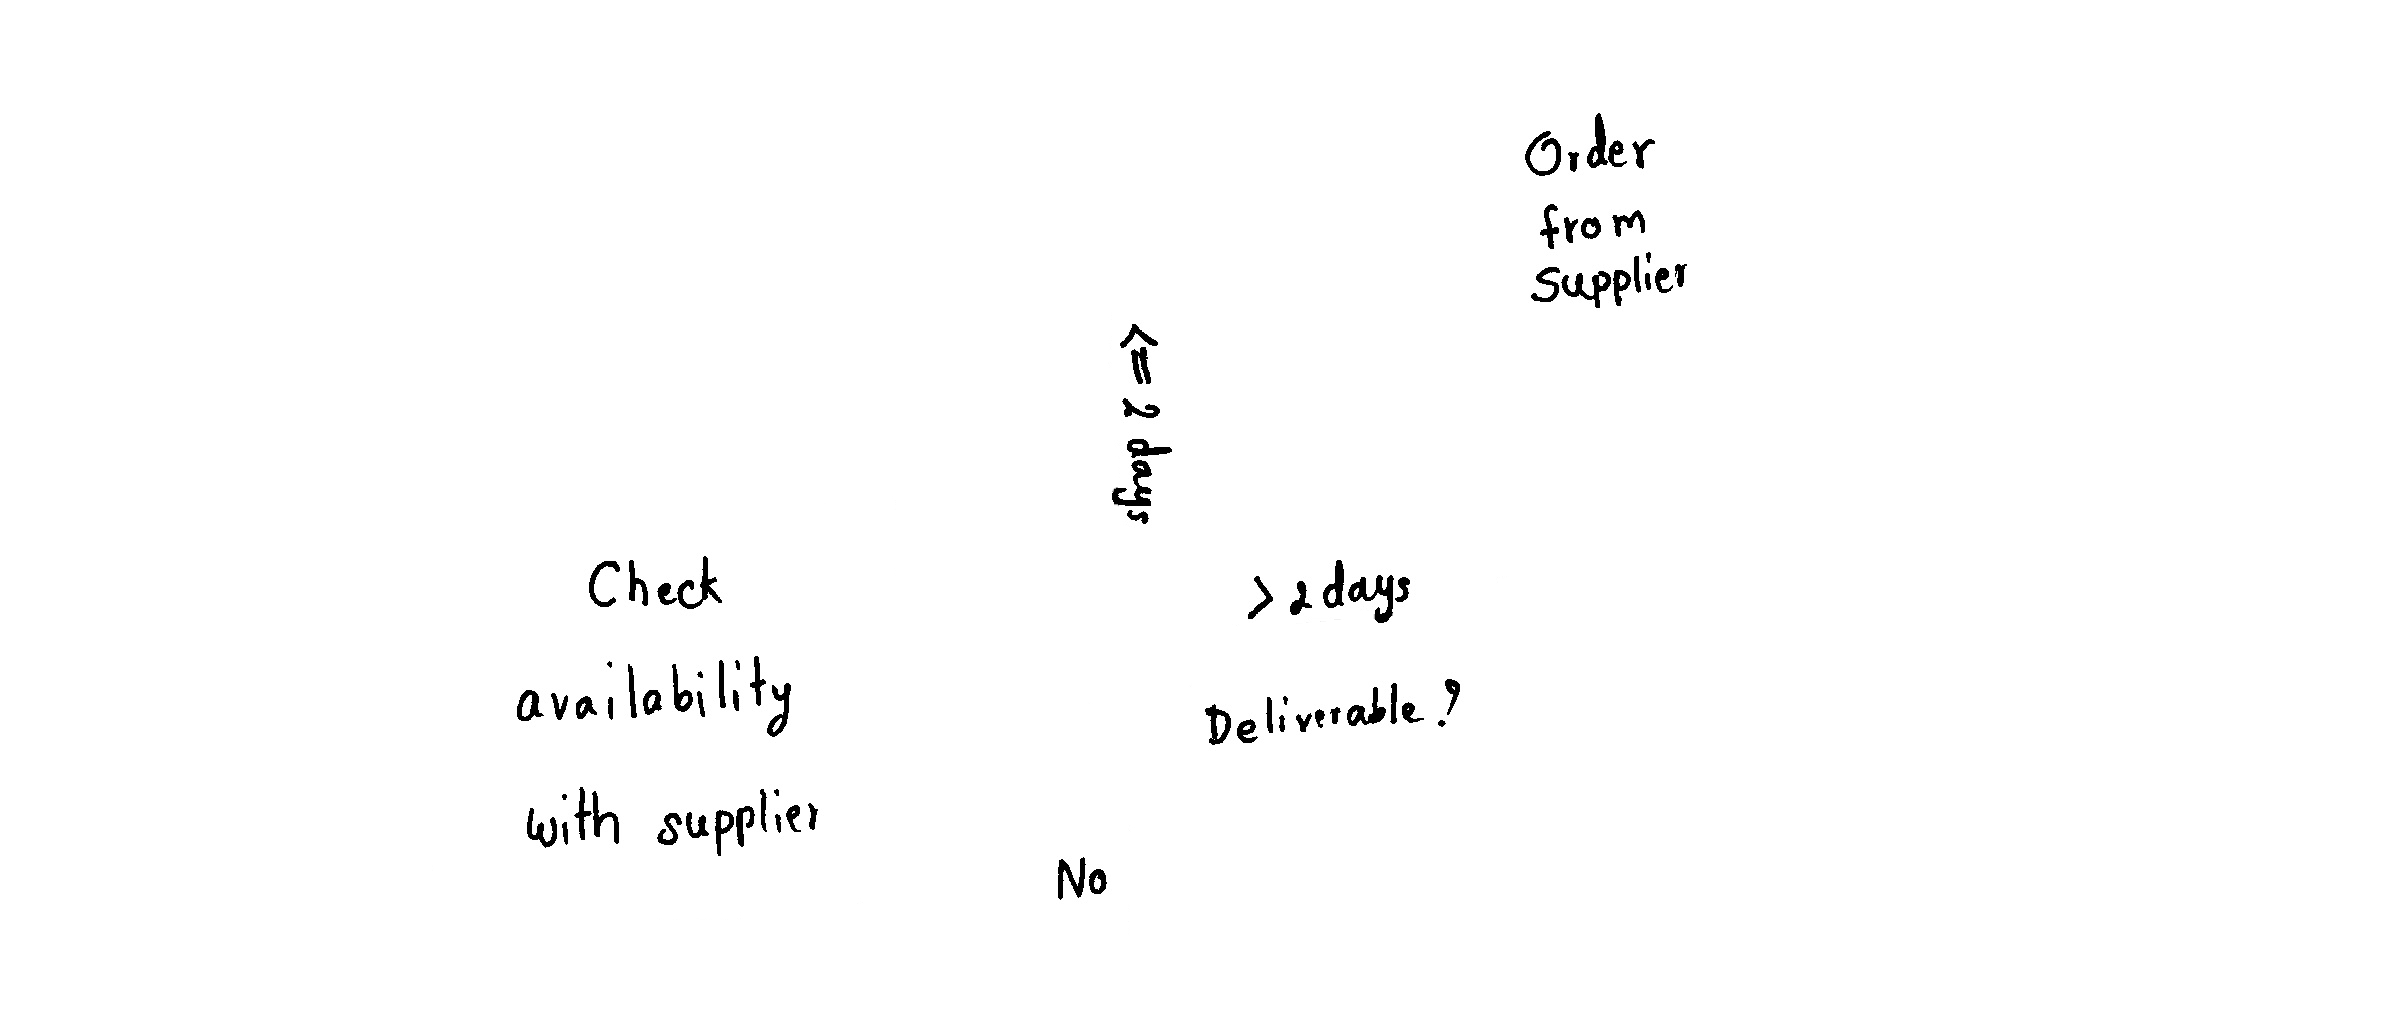 Order
from
Supplier
<= 2 days
Check
> 2 days
availability
Deliverable?
with supplier
No